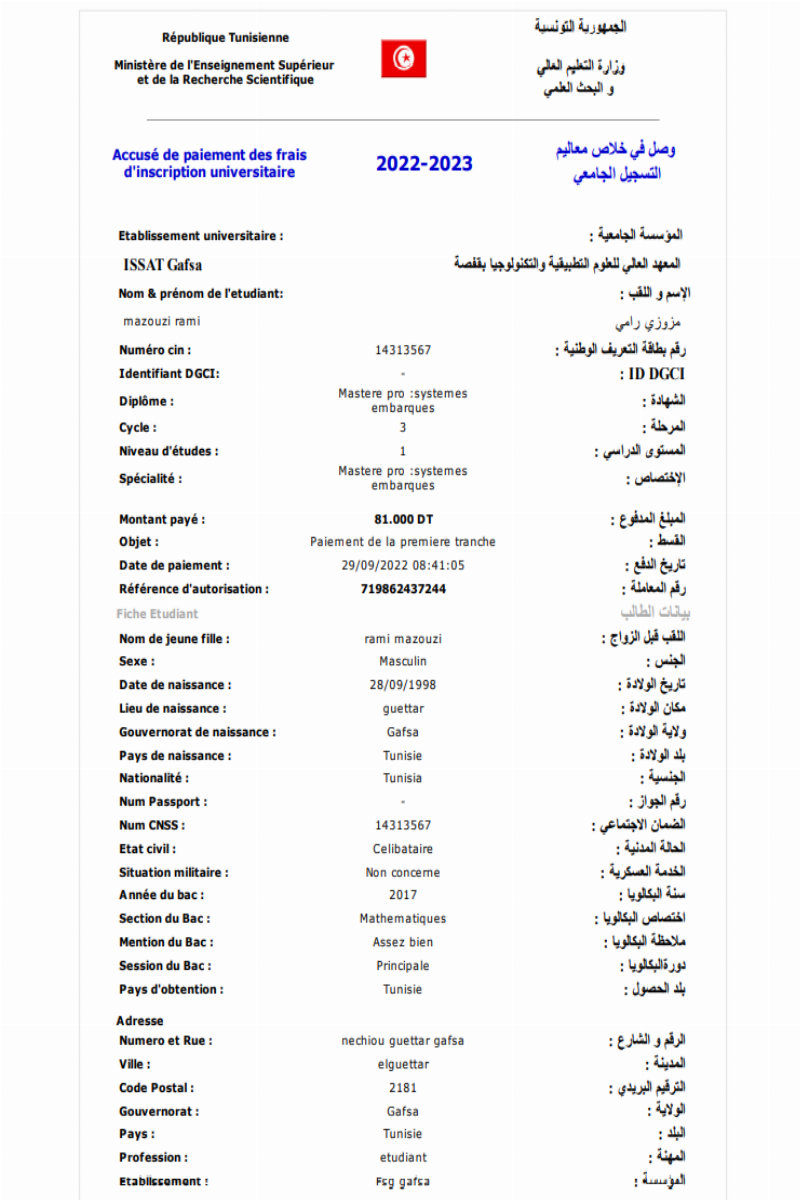 République Tunisienne
الجمهورية التونسية
Ministère de l'Enseignement Supérieur
et de la Recherche Scientifique
وزارة التعليم العالي
و البحث العلمي
Accusé de paiement des frais
d'inscription universitaire
2022-2023
وصل في خلاص معاليم
التسجيل الجامعي
Etablissement universitaire : المؤسسة الجامعية :
ISSAT Gafsa المعهد العالي للعلوم التطبيقية والتكنولوجيا بقفصة
Nom & prénom de l'etudiant: الإسم و اللقب :
mazouzi rami مزوزي رامي
Numéro cin : 14313567 رقم بطاقة التعريف الوطنية :
Identifiant DGCI: - : ID DGCI
Diplôme : Mastere pro :systemes
embarques الشهادة :
Cycle : 3 المرحلة :
Niveau d'études : 1 المستوى الدراسي :
Spécialité : Mastere pro :systemes
embarques الإختصاص :
Montant payé : 81.000 DT المبلغ المدفوع :
Objet : Paiement de la premiere tranche القسط :
Date de paiement : 29/09/2022 08:41:05 تاريخ الدفع :
Référence d'autorisation : 719862437244 رقم المعاملة :
Fiche Etudiant بيانات الطالب
Nom de jeune fille : rami mazouzi اللقب قبل الزواج :
Sexe : Masculin الجنس :
Date de naissance : 28/09/1998 تاريخ الولادة :
Lieu de naissance : guettar مكان الولادة :
Gouvernorat de naissance : Gafsa ولاية الولادة :
Pays de naissance : Tunisie بلد الولادة :
Nationalité : Tunisia الجنسية :
Num Passport : - رقم الجواز :
Num CNSS : 14313567 الضمان الاجتماعي :
Etat civil : Celibataire الحالة المدنية :
Situation militaire : Non concerne الخدمة العسكرية :
Année du bac : 2017 سنة البكالويا :
Section du Bac : Mathematiques اختصاص البكالويا :
Mention du Bac : Assez bien ملاحظة البكالويا :
Session du Bac : Principale دورةالبكالويا :
Pays d'obtention : Tunisie بلد الحصول :
Adresse
Numero et Rue : nechiou guettar gafsa الرقم و الشارع :
Ville : elguettar المدينة :
Code Postal : 2181 الترقيم البريدي :
Gouvernorat : Gafsa الولاية :
Pays : Tunisie البلد :
Profession : etudiant المهنة :
Etablissement : Fsg gafsa المؤسسة :